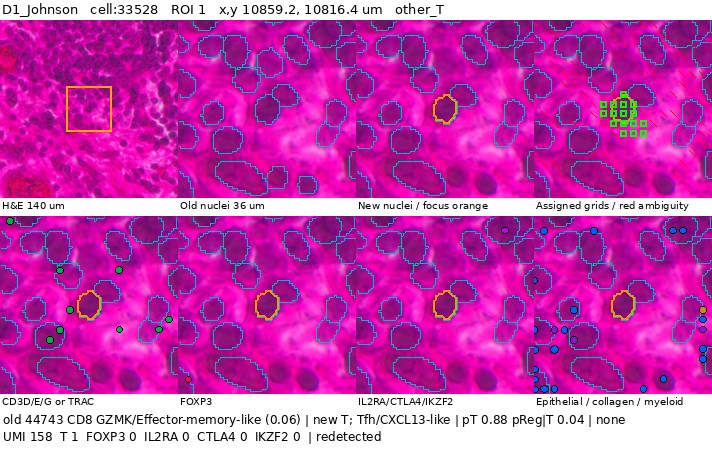 D1_Johnson   cell:33528   ROI 1   x,y 10859.2, 10816.4 um   other_T
H&E 140 um
Old nuclei 36 um
New nuclei / focus orange
Assigned grids / red ambiguity
CD3D/E/G or TRAC
FOXP3
IL2RA/CTLA4/IKZF2
Epithelial / collagen / myeloid
old 44743 CD8 GZMK/Effector-memory-like (0.06) | new T; Tfh/CXCL13-like | pT 0.88 pReg|T 0.04 | none
UMI 158  T 1  FOXP3 0  IL2RA 0  CTLA4 0  IKZF2 0  | redetected